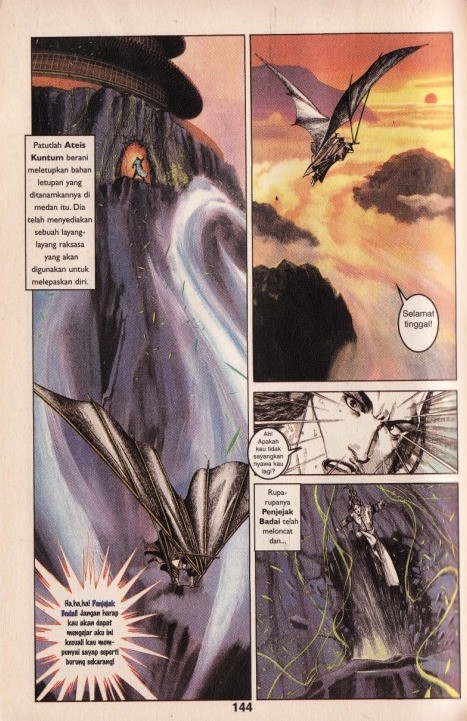 Patutlah Ateis
Kuntum berani
meletupkan bahan
letupan yang
ditanamkannya di
medan itu. Dia
telah menyediakan
sebuah layang-
layang raksasa
yang akan
digunakan untuk
melepaskan diri.
Ha,ha,ha! Penjejak
Badai! Jangan harap
kau akan dapat
mengejar aku ini
kecuali kau mem-
punyai sayap seperti
burung sekarang!
Selamat
tinggal!
Ah!
Apakah
kau tidak
sayangkan
nyawa kau
lagi?
Rupa-
rupanya
Penjejak
Badai telah
meloncat
dan...
144